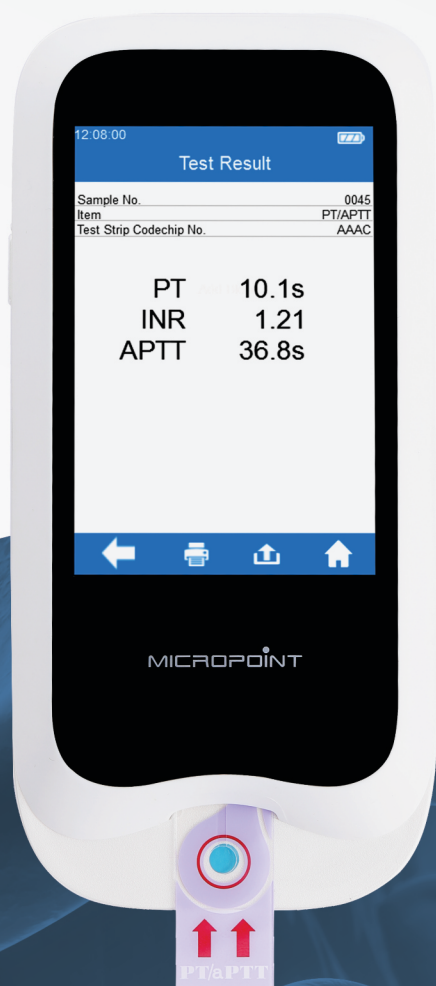 12:08:00
Test Result
Sample No. 0045
Item PT/APTT
Test Strip Codechip No. AAAC
PT 10.1s
INR 1.21
APTT 36.8s
MICROPOINT
PT/aPTT